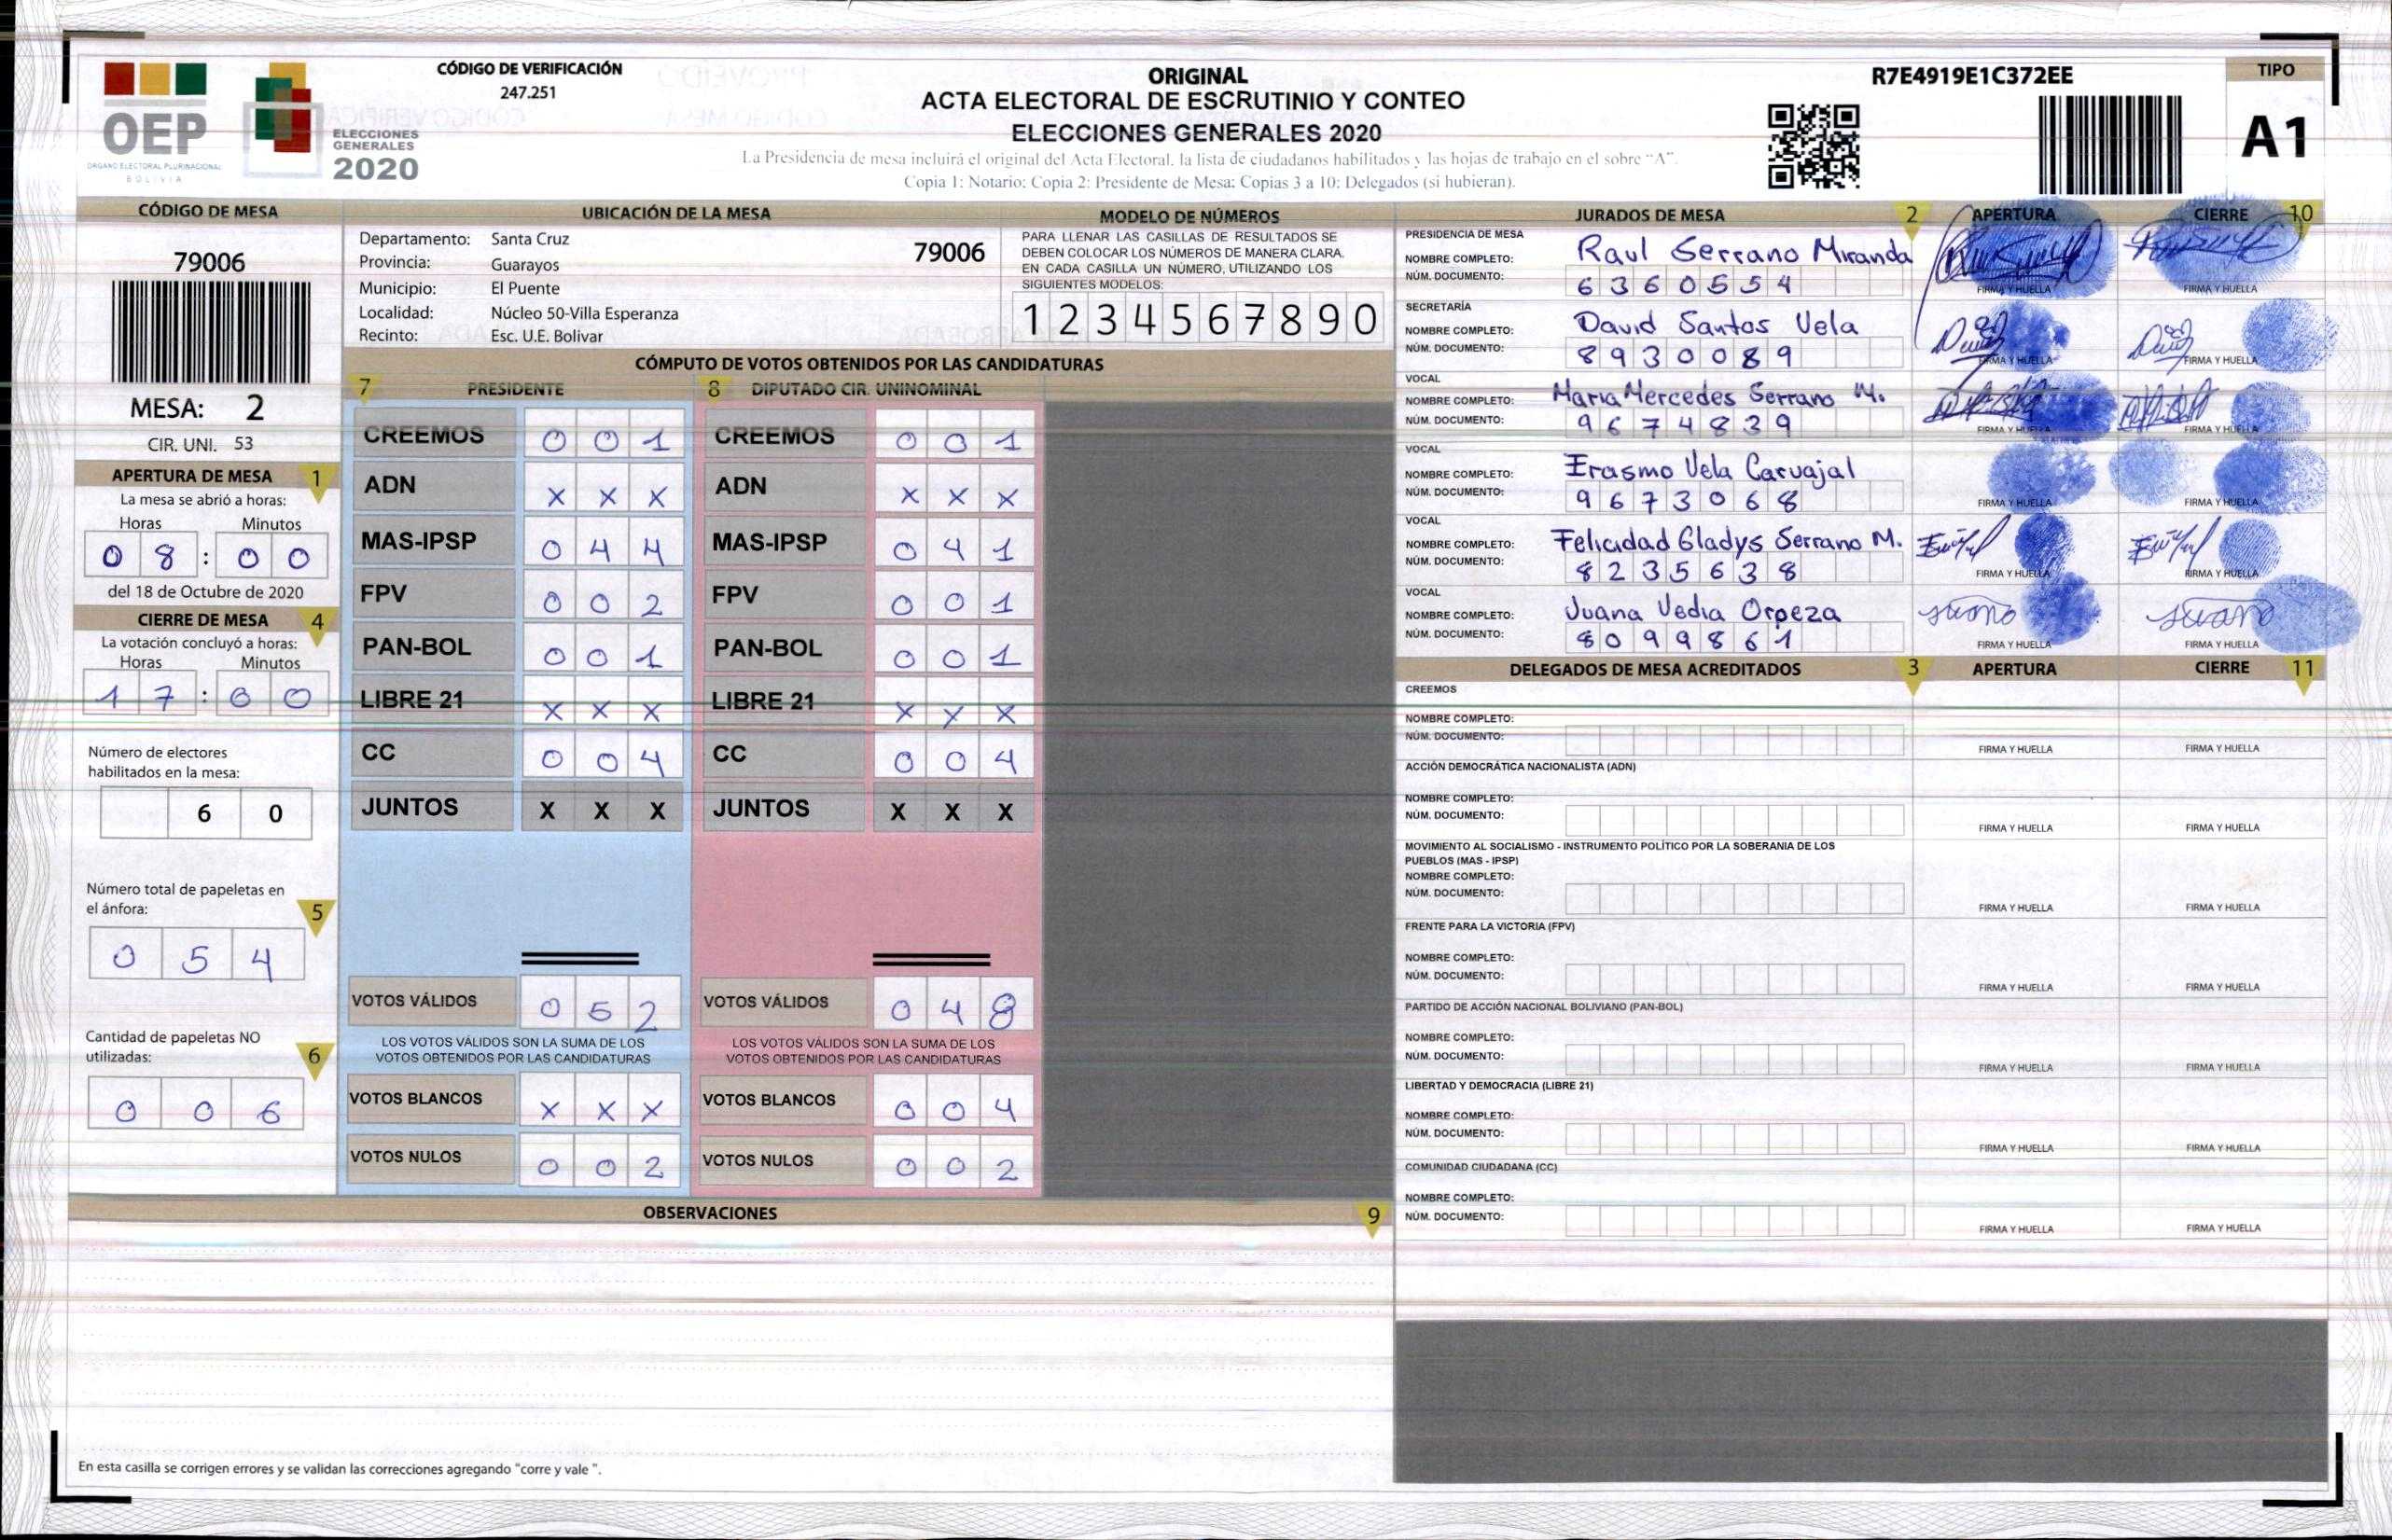 OEP
ÓRGANO ELECTORAL PLURINACIONAL
BOLIVIA
ELECCIONES
GENERALES
2020
CÓDIGO DE VERIFICACIÓN
247.251
ORIGINAL
ACTA ELECTORAL DE ESCRUTINIO Y CONTEO
ELECCIONES GENERALES 2020
La Presidencia de mesa incluirá el original del Acta Electoral, la lista de ciudadanos habilitados y las hojas de trabajo en el sobre "A".
Copia 1: Notario; Copia 2: Presidente de Mesa; Copias 3 a 10: Delegados (si hubieran).
R7E4919E1C372EE
TIPO
A1
CÓDIGO DE MESA
79006
MESA: 2
CIR. UNI. 53
APERTURA DE MESA 1
La mesa se abrió a horas:
Horas Minutos
0 8 : 0 0
del 18 de Octubre de 2020
CIERRE DE MESA 4
La votación concluyó a horas:
Horas Minutos
1 7 : 0 0
Número de electores
habilitados en la mesa:
6 0
Número total de papeletas en
el ánfora: 5
0 5 4
Cantidad de papeletas NO
utilizadas: 6
0 0 6
UBICACIÓN DE LA MESA
Departamento: Santa Cruz
79006
Provincia: Guarayos
Municipio: El Puente
Localidad: Núcleo 50-Villa Esperanza
Recinto: Esc. U.E. Bolivar
MODELO DE NÚMEROS
PARA LLENAR LAS CASILLAS DE RESULTADOS SE
DEBEN COLOCAR LOS NÚMEROS DE MANERA CLARA.
EN CADA CASILLA UN NÚMERO, UTILIZANDO LOS
SIGUIENTES MODELOS:
1 2 3 4 5 6 7 8 9 0
CÓMPUTO DE VOTOS OBTENIDOS POR LAS CANDIDATURAS
7 PRESIDENTE
CREEMOS 0 0 1
ADN X X X
MAS-IPSP 0 4 4
FPV 0 0 2
PAN-BOL 0 0 1
LIBRE 21 X X X
CC 0 0 4
JUNTOS X X X
VOTOS VÁLIDOS 0 5 2
LOS VOTOS VÁLIDOS SON LA SUMA DE LOS
VOTOS OBTENIDOS POR LAS CANDIDATURAS
VOTOS BLANCOS X X X
VOTOS NULOS 0 0 2
8 DIPUTADO CIR. UNINOMINAL
CREEMOS 0 0 1
ADN X X X
MAS-IPSP 0 4 1
FPV 0 0 1
PAN-BOL 0 0 1
LIBRE 21 X X X
CC 0 0 4
JUNTOS X X X
VOTOS VÁLIDOS 0 4 8
LOS VOTOS VÁLIDOS SON LA SUMA DE LOS
VOTOS OBTENIDOS POR LAS CANDIDATURAS
VOTOS BLANCOS 0 0 4
VOTOS NULOS 0 0 2
OBSERVACIONES 9
En esta casilla se corrigen errores y se validan las correcciones agregando "corre y vale ".
JURADOS DE MESA 2 APERTURA CIERRE 10
PRESIDENCIA DE MESA
NOMBRE COMPLETO: Raul Serrano Miranda
NÚM. DOCUMENTO: 6 3 6 0 5 5 4
FIRMA Y HUELLA FIRMA Y HUELLA
SECRETARÍA
NOMBRE COMPLETO: David Santos Vela
NÚM. DOCUMENTO: 8 9 3 0 0 8 9
FIRMA Y HUELLA FIRMA Y HUELLA
VOCAL
NOMBRE COMPLETO: Maria Mercedes Serrano M.
NÚM. DOCUMENTO: 9 6 7 4 8 3 9
FIRMA Y HUELLA FIRMA Y HUELLA
VOCAL
NOMBRE COMPLETO: Erasmo Vela Carvajal
NÚM. DOCUMENTO: 9 6 7 3 0 6 8
FIRMA Y HUELLA FIRMA Y HUELLA
VOCAL
NOMBRE COMPLETO: Felicidad Gladys Serrano M.
NÚM. DOCUMENTO: 8 2 3 5 6 3 8
FIRMA Y HUELLA FIRMA Y HUELLA
VOCAL
NOMBRE COMPLETO: Juana Vedia Orpeza
NÚM. DOCUMENTO: 8 0 9 9 8 6 1
FIRMA Y HUELLA FIRMA Y HUELLA
DELEGADOS DE MESA ACREDITADOS 3 APERTURA CIERRE 11
CREEMOS
NOMBRE COMPLETO:
NÚM. DOCUMENTO:
FIRMA Y HUELLA FIRMA Y HUELLA
ACCIÓN DEMOCRÁTICA NACIONALISTA (ADN)
NOMBRE COMPLETO:
NÚM. DOCUMENTO:
FIRMA Y HUELLA FIRMA Y HUELLA
MOVIMIENTO AL SOCIALISMO - INSTRUMENTO POLÍTICO POR LA SOBERANIA DE LOS
PUEBLOS (MAS - IPSP)
NOMBRE COMPLETO:
NÚM. DOCUMENTO:
FIRMA Y HUELLA FIRMA Y HUELLA
FRENTE PARA LA VICTORIA (FPV)
NOMBRE COMPLETO:
NÚM. DOCUMENTO:
FIRMA Y HUELLA FIRMA Y HUELLA
PARTIDO DE ACCIÓN NACIONAL BOLIVIANO (PAN-BOL)
NOMBRE COMPLETO:
NÚM. DOCUMENTO:
FIRMA Y HUELLA FIRMA Y HUELLA
LIBERTAD Y DEMOCRACIA (LIBRE 21)
NOMBRE COMPLETO:
NÚM. DOCUMENTO:
FIRMA Y HUELLA FIRMA Y HUELLA
COMUNIDAD CIUDADANA (CC)
NOMBRE COMPLETO:
NÚM. DOCUMENTO:
FIRMA Y HUELLA FIRMA Y HUELLA